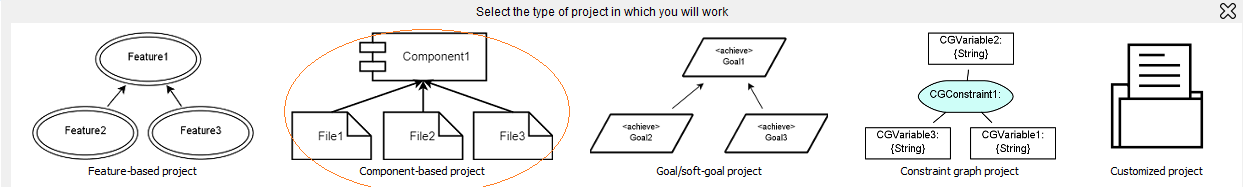 Select the type of project in which you will work
Feature1
Feature2
Feature3
Feature-based project
Component1
File1
File2
File3
Component-based project
<achieve>
Goal1
<achieve>
Goal2
<achieve>
Goal3
Goal/soft-goal project
CGVariable2:
{String}
CGConstraint1:
CGVariable3:
{String}
CGVariable1:
{String}
Constraint graph project
Customized project